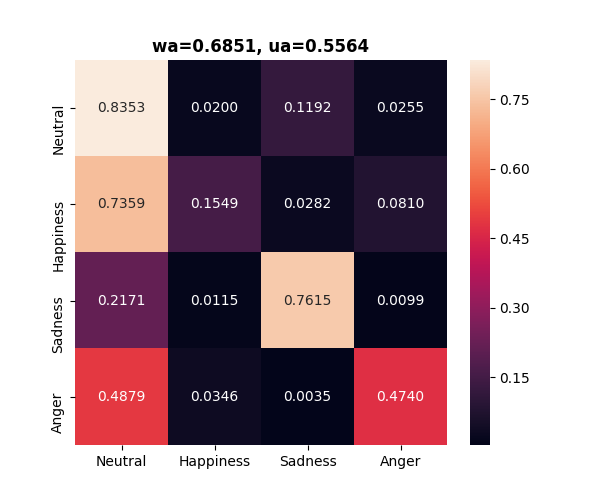 wa=0.6851, ua=0.5564
Neutral 0.8353 0.0200 0.1192 0.0255
Happiness 0.7359 0.1549 0.0282 0.0810
Sadness 0.2171 0.0115 0.7615 0.0099
Anger 0.4879 0.0346 0.0035 0.4740
Neutral Happiness Sadness Anger
0.75
0.60
0.45
0.30
0.15